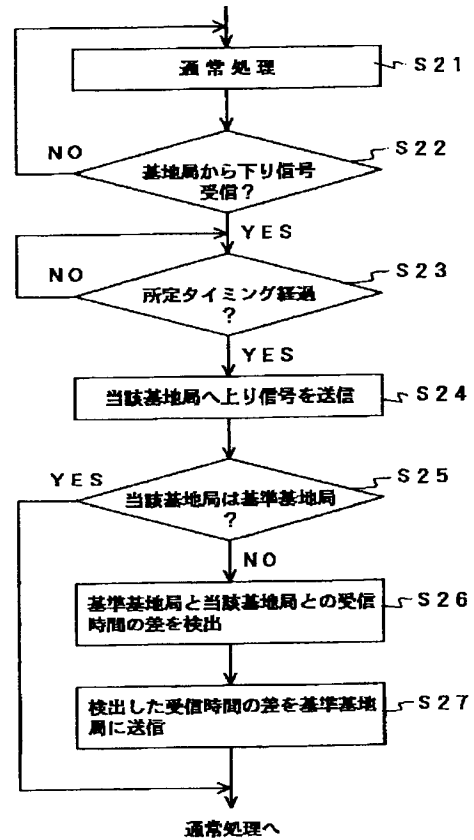 通常処理
S21
NO
S22
基地局から下り信号
受信？
YES
NO
S23
所定タイミング経過
？
YES
当該基地局へ上り信号を送信
S24
YES
S25
当該基地局は基準基地局
？
NO
基準基地局と当該基地局との受信
時間の差を検出
S26
検出した受信時間の差を基準基地
局に送信
S27
通常処理へ